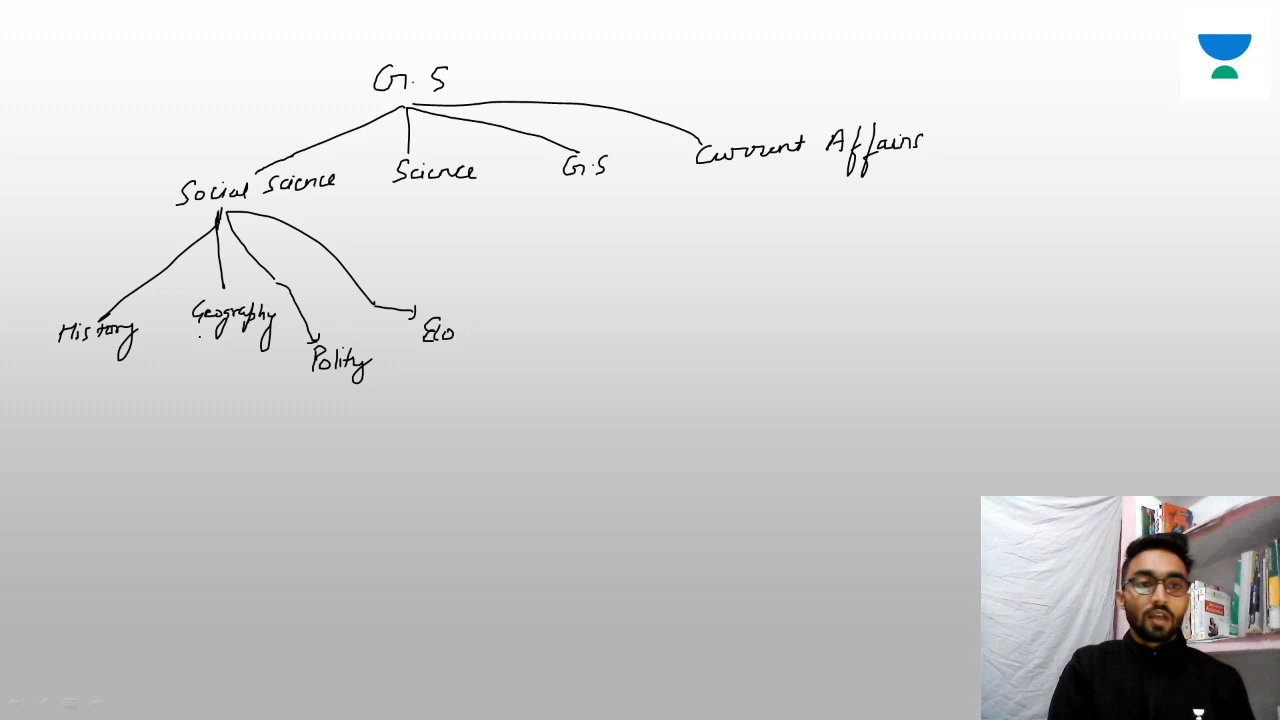 G.S
Social Science
Science
G.S
Current Affairs
History
Geography
Polity
Eco